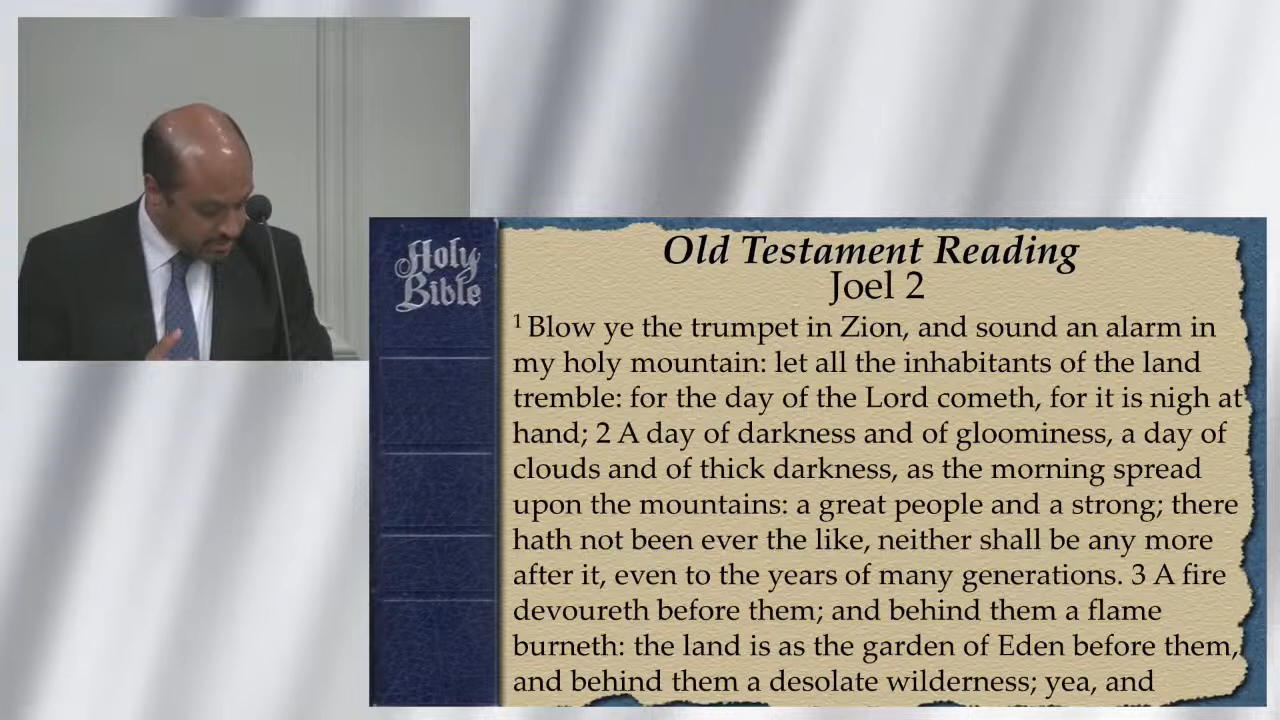 Holy
Bible
Old Testament Reading
Joel 2
1 Blow ye the trumpet in Zion, and sound an alarm in
my holy mountain: let all the inhabitants of the land
tremble: for the day of the Lord cometh, for it is nigh at
hand; 2 A day of darkness and of gloominess, a day of
clouds and of thick darkness, as the morning spread
upon the mountains: a great people and a strong; there
hath not been ever the like, neither shall be any more
after it, even to the years of many generations. 3 A fire
devoureth before them; and behind them a flame
burneth: the land is as the garden of Eden before them,
and behind them a desolate wilderness; yea, and